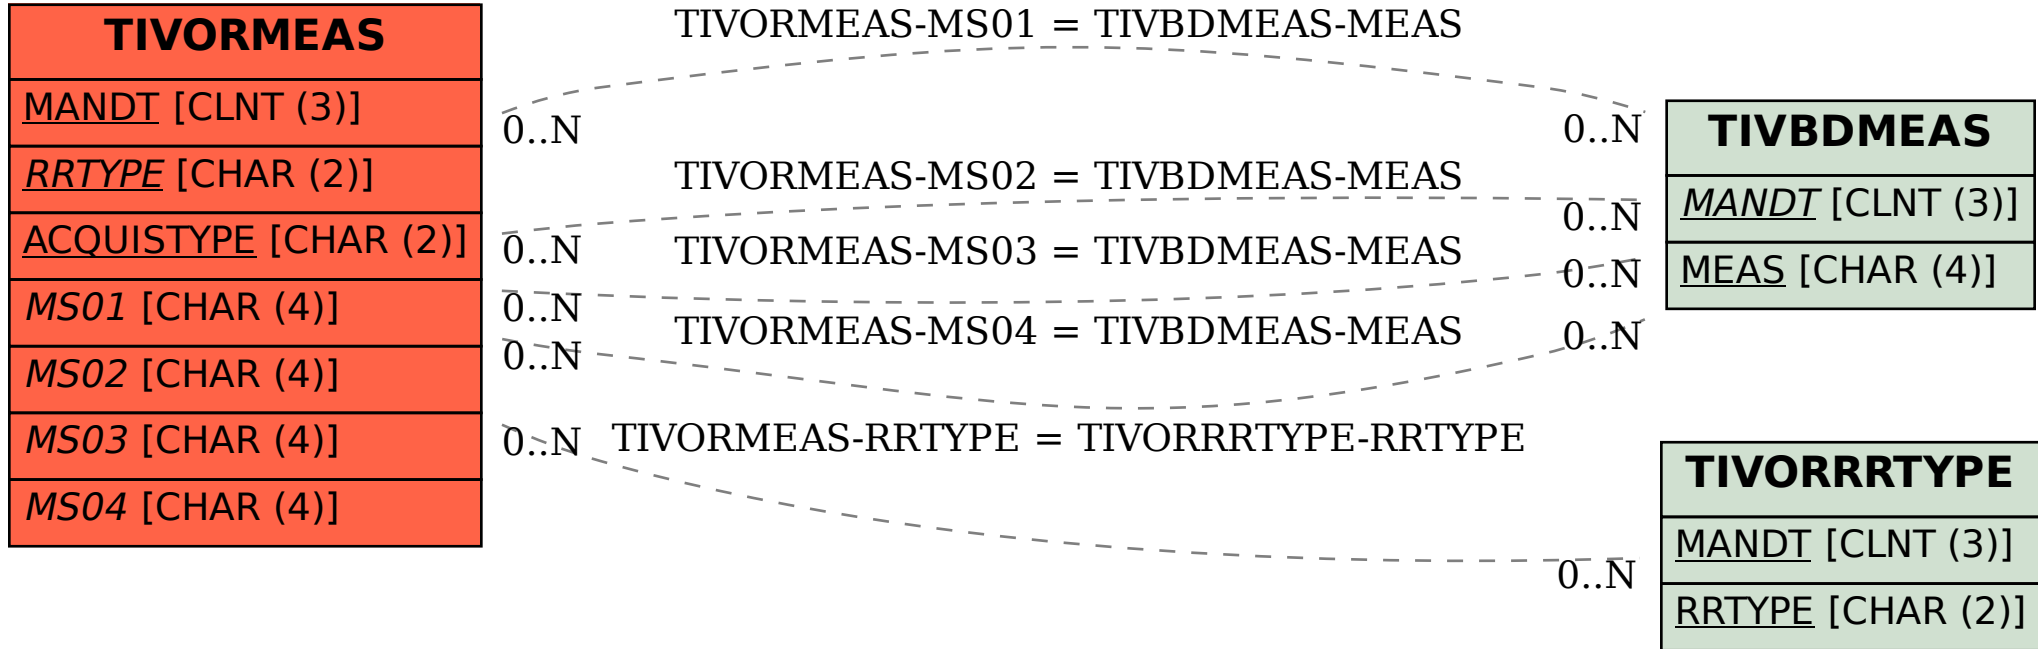 TIVORMEAS
MANDT [CLNT (3)]
RRTYPE [CHAR (2)]
ACQUISTYPE [CHAR (2)]
MS01 [CHAR (4)]
MS02 [CHAR (4)]
MS03 [CHAR (4)]
MS04 [CHAR (4)]
TIVORMEAS-MS01 = TIVBDMEAS-MEAS
0..N
0..N
TIVORMEAS-MS02 = TIVBDMEAS-MEAS
0..N
0..N
TIVORMEAS-MS03 = TIVBDMEAS-MEAS
0..N
0..N
TIVORMEAS-MS04 = TIVBDMEAS-MEAS
0..N
0..N
TIVORMEAS-RRTYPE = TIVORRRTYPE-RRTYPE
0..N
0..N
TIVBDMEAS
MANDT [CLNT (3)]
MEAS [CHAR (4)]
TIVORRRTYPE
MANDT [CLNT (3)]
RRTYPE [CHAR (2)]